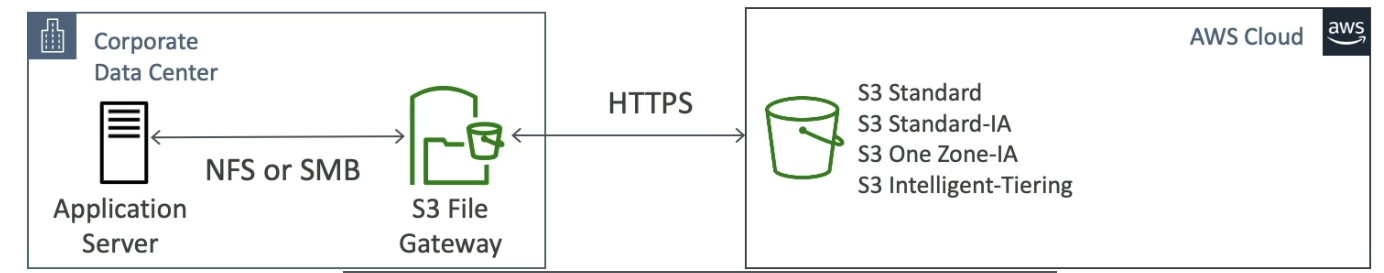 Corporate
Data Center
NFS or SMB
Application
Server
S3 File
Gateway
HTTPS
AWS Cloud
aws
S3 Standard
S3 Standard-IA
S3 One Zone-IA
S3 Intelligent-Tiering